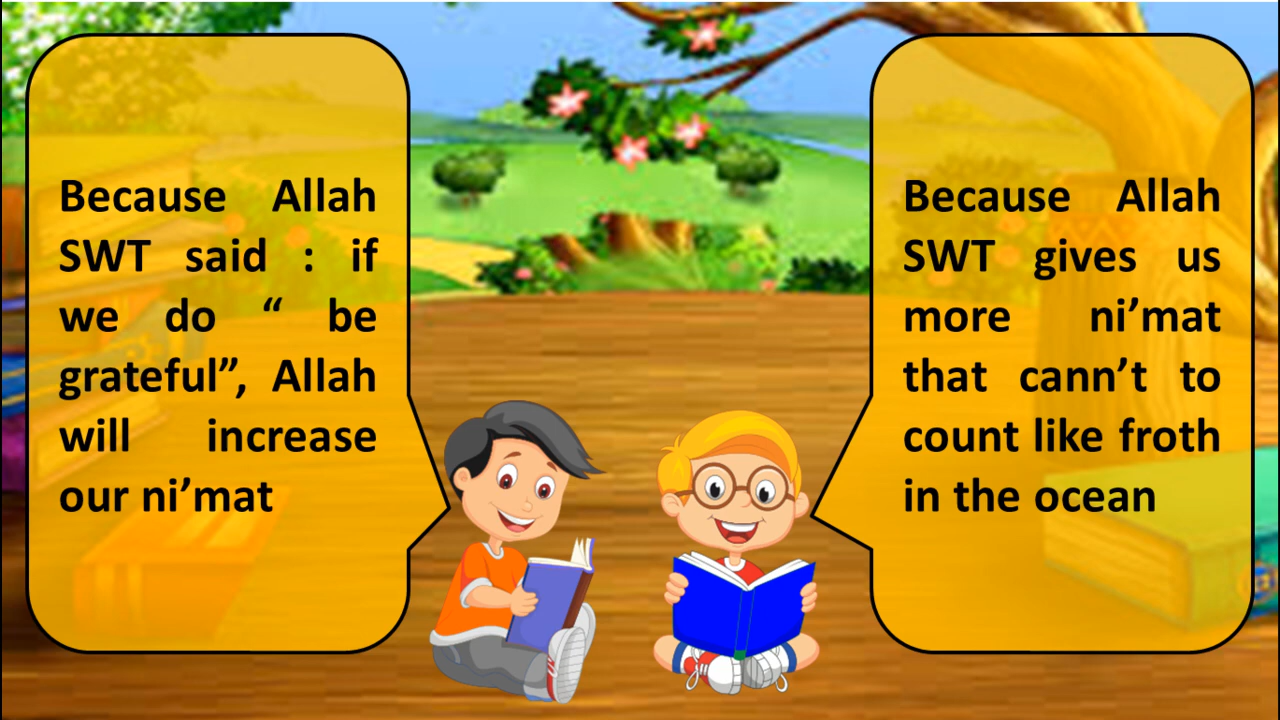 Because Allah
SWT said : if
we do “ be
grateful”, Allah
will increase
our ni’mat
Because Allah
SWT gives us
more ni’mat
that cann’t to
count like froth
in the ocean